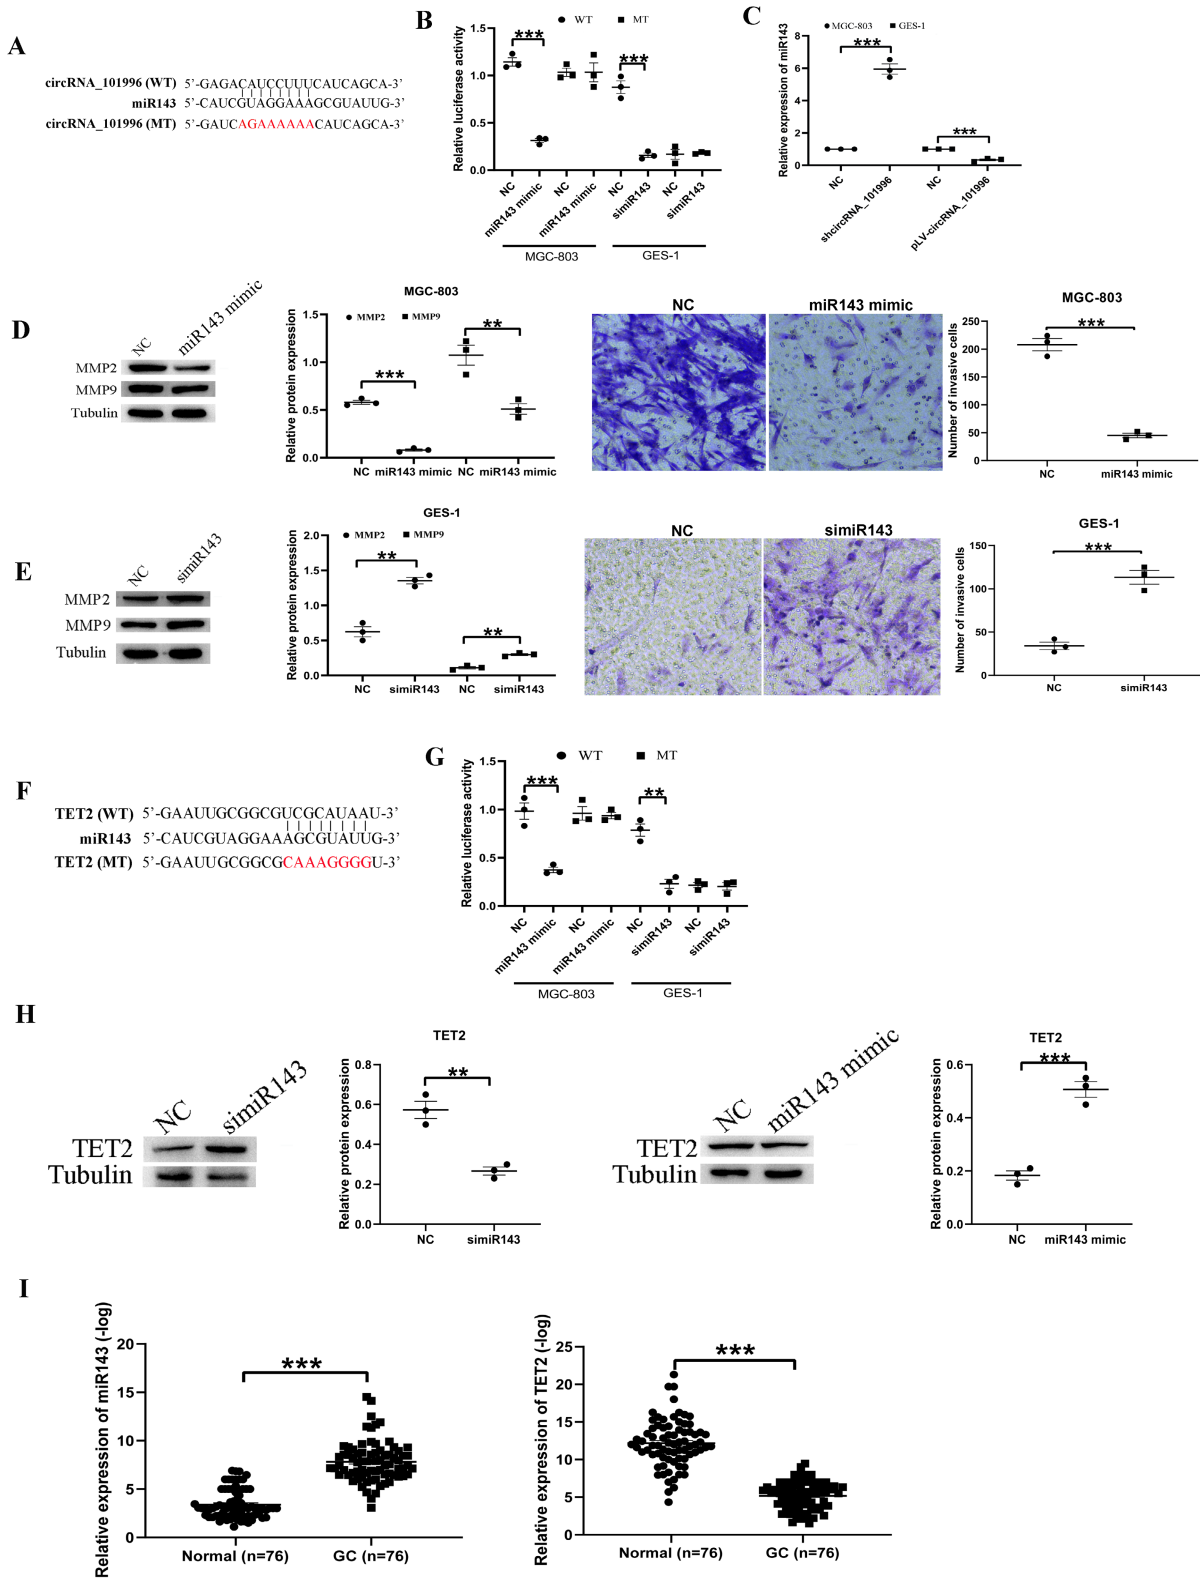 A
circRNA_101996 (WT) 5’-GAGACAUCCUUUCAUCAGCA-3’
miR143 5’-CAUCGUAGGAAAGCGUAUUG-3’
circRNA_101996 (MT) 5’-GAUCAGAAAAAACAUCAGCA-3’
B
WT MT
Relative luciferase activity
1.5
1.0
0.5
0.0
*** ***
NC miR143 mimic NC miR143 mimic NC simiR143 NC simiR143
MGC-803 GES-1
C
MGC-803 GES-1
Relative expression of miR143
8
6
4
2
0
*** ***
NC shcircRNA_101996 NC pLV-circRNA_101996
D
NC miR143 mimic
MMP2
MMP9
Tubulin
MGC-803
MMP2 MMP9
Relative protein expression
1.5
1.0
0.5
0.0
*** **
NC miR143 mimic NC miR143 mimic
NC miR143 mimic
MGC-803
Number of invasive cells
250
200
150
100
50
0
***
NC miR143 mimic
E
NC simiR143
MMP2
MMP9
Tubulin
GES-1
MMP2 MMP9
Relative protein expression
2.0
1.5
1.0
0.5
0.0
** **
NC simiR143 NC simiR143
NC simiR143
GES-1
Number of invasive cells
150
100
50
0
***
NC simiR143
F
TET2 (WT) 5’-GAAUUGCGGCGUCGCAUAAU-3’
miR143 5’-CAUCGUAGGAAAGCGUAUUG-3’
TET2 (MT) 5’-GAAUUGCGGCGCAAAGGGGU-3’
G
WT MT
Relative luciferase activity
1.5
1.0
0.5
0.0
*** **
NC miR143 mimic NC miR143 mimic NC simiR143 NC simiR143
MGC-803 GES-1
H
NC simiR143
TET2
Tubulin
TET2
Relative protein expression
0.8
0.6
0.4
0.2
0.0
**
NC simiR143
NC miR143 mimic
TET2
Tubulin
TET2
Relative protein expression
0.6
0.4
0.2
0.0
***
NC miR143 mimic
I
Relative expression of miR143 (-log)
20
15
10
5
0
***
Normal (n=76) GC (n=76)
Relative expression of TET2 (-log)
25
20
15
10
5
0
***
Normal (n=76) GC (n=76)